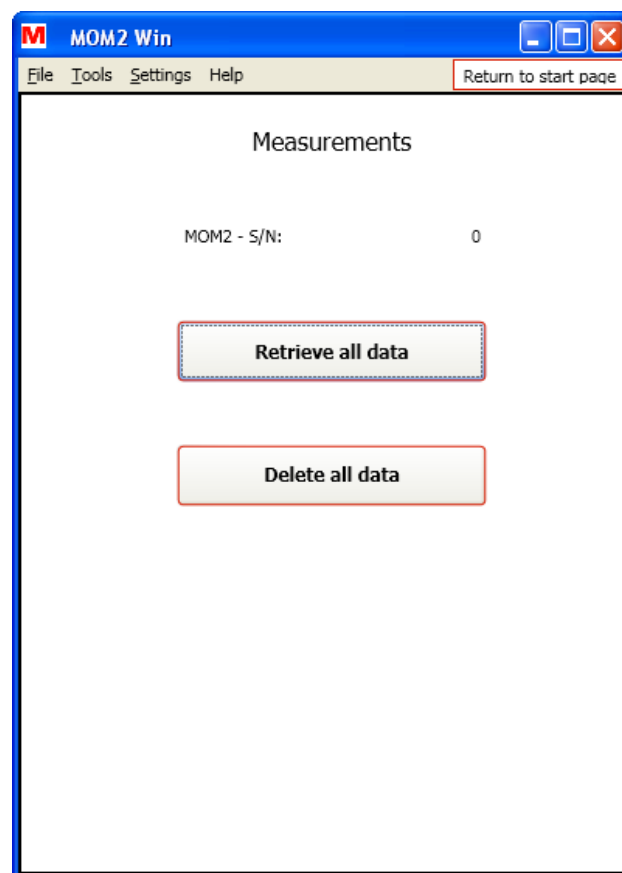 M MOM2 Win
File Tools Settings Help Return to start page
Measurements
MOM2 - S/N: 0
Retrieve all data
Delete all data